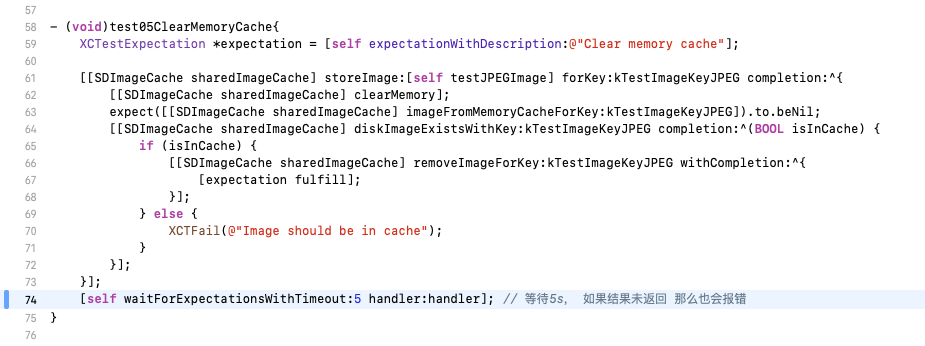 57
58 - (void)test05ClearMemoryCache{
59 XCTestExpectation *expectation = [self expectationWithDescription:@"Clear memory cache"];
60
61 [[SDImageCache sharedImageCache] storeImage:[self testJPEGImage] forKey:kTestImageKeyJPEG completion:^{
62 [[SDImageCache sharedImageCache] clearMemory];
63 expect([[SDImageCache sharedImageCache] imageFromMemoryCacheForKey:kTestImageKeyJPEG]).to.beNil;
64 [[SDImageCache sharedImageCache] diskImageExistsWithKey:kTestImageKeyJPEG completion:^(BOOL isInCache) {
65 if (isInCache) {
66 [[SDImageCache sharedImageCache] removeImageForKey:kTestImageKeyJPEG withCompletion:^{
67 [expectation fulfill];
68 }];
69 } else {
70 XCTFail(@"Image should be in cache");
71 }
72 }];
73 }];
74 [self waitForExpectationsWithTimeout:5 handler:handler]; // 等待5s, 如果结果未返回 那么也会报错
75 }
76